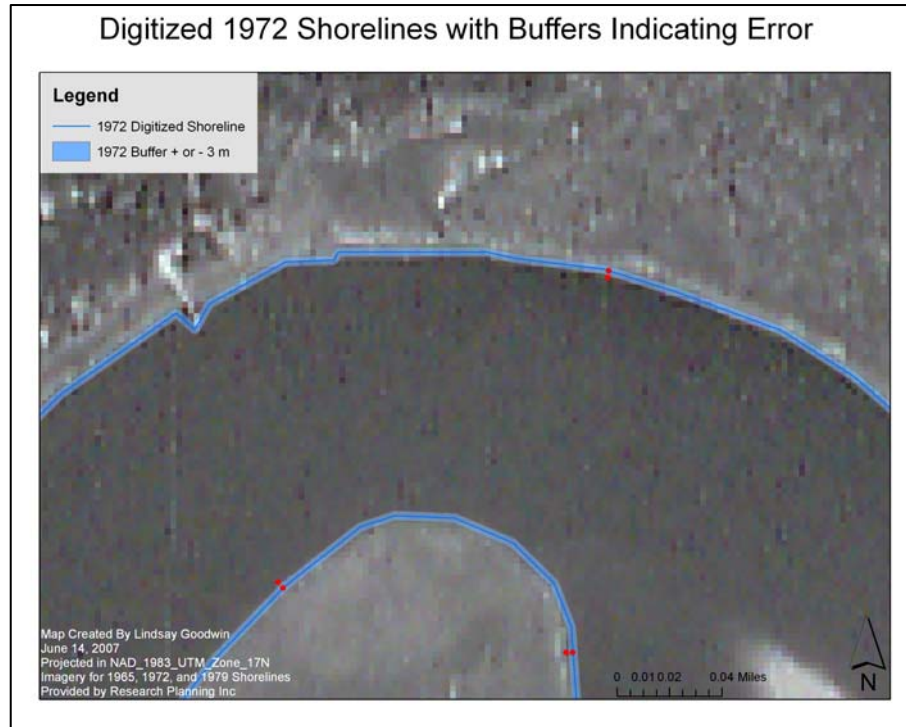 Digitized 1972 Shorelines with Buffers Indicating Error
Legend
1972 Digitized Shoreline
1972 Buffer + or - 3 m
Map Created By Lindsay Goodwin
June 14, 2007
Projected in NAD_1983_UTM_Zone_17N
Imagery for 1965, 1972, and 1979 Shorelines
Provided by Research Planning Inc
0 0.01 0.02 0.04 Miles
N